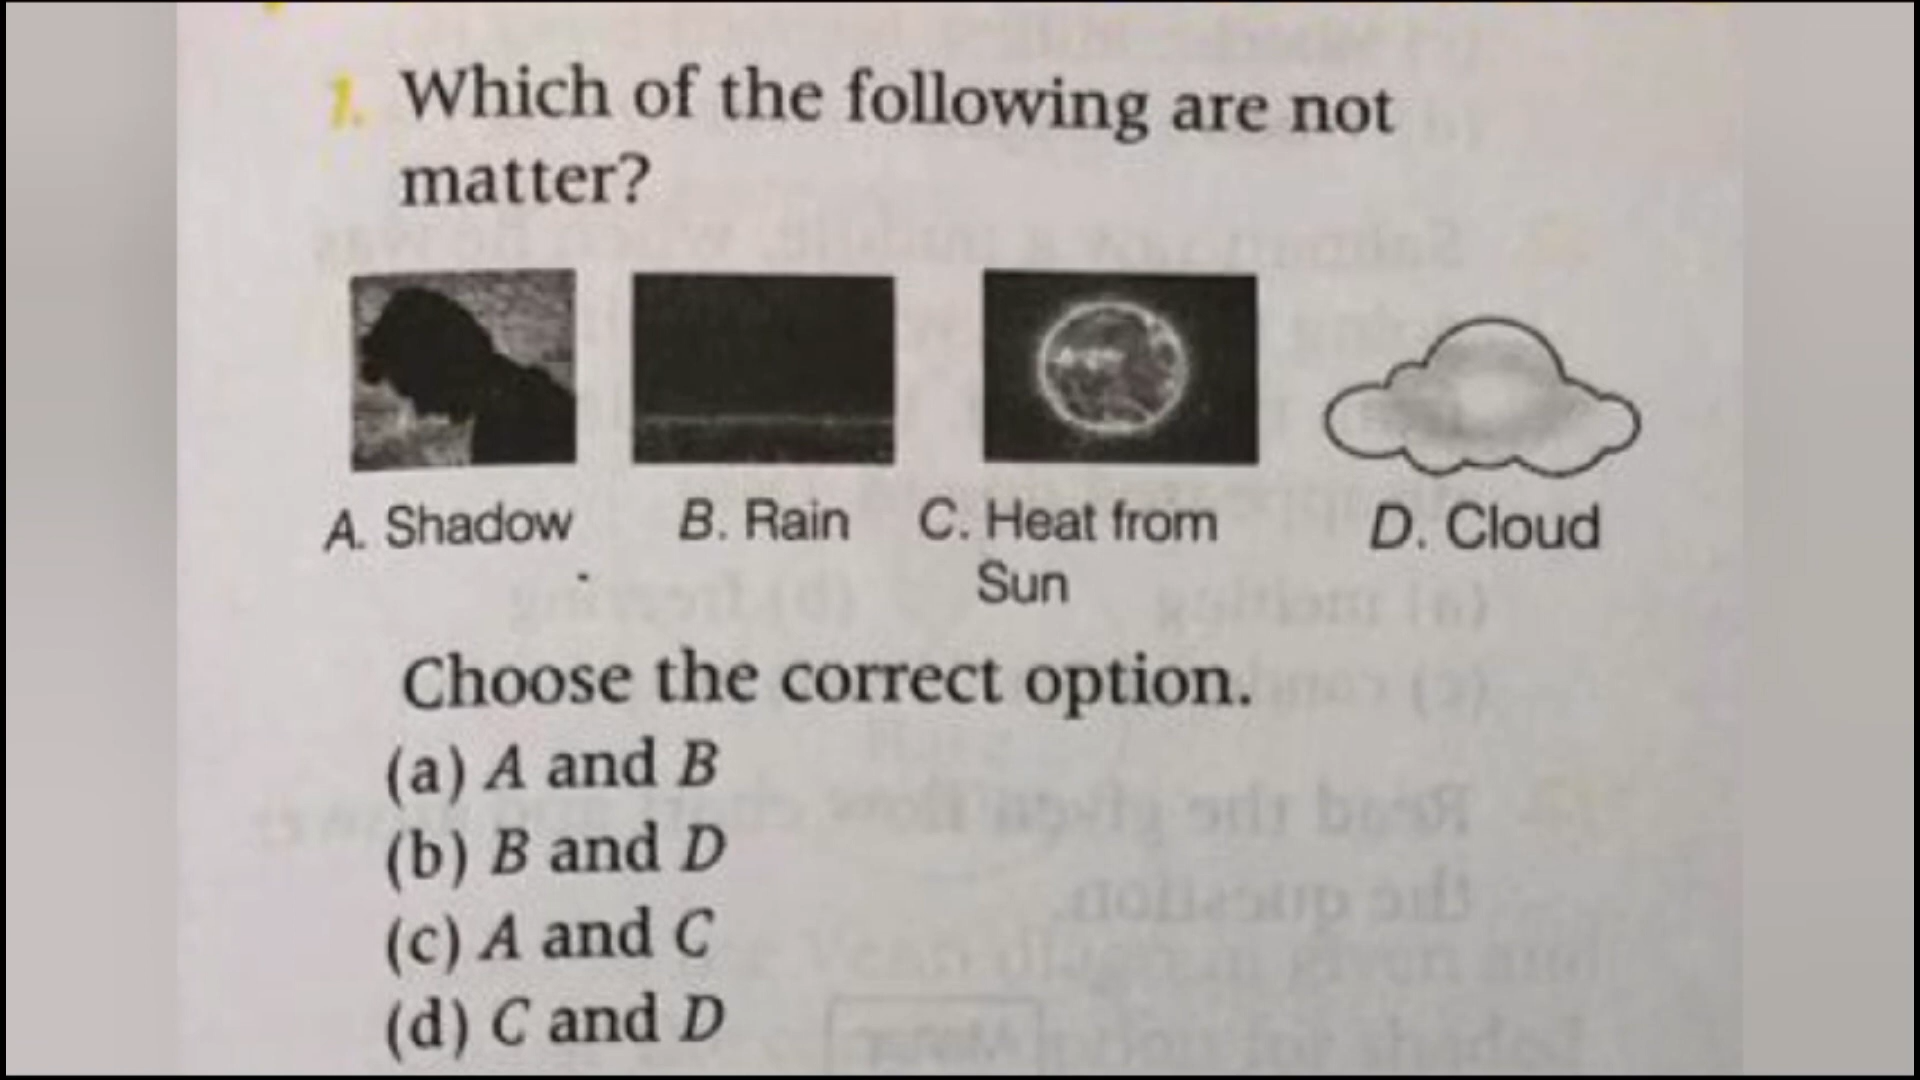 1. Which of the following are not
matter?
A. Shadow B. Rain C. Heat from Sun D. Cloud
Choose the correct option.
(a) A and B
(b) B and D
(c) A and C
(d) C and D